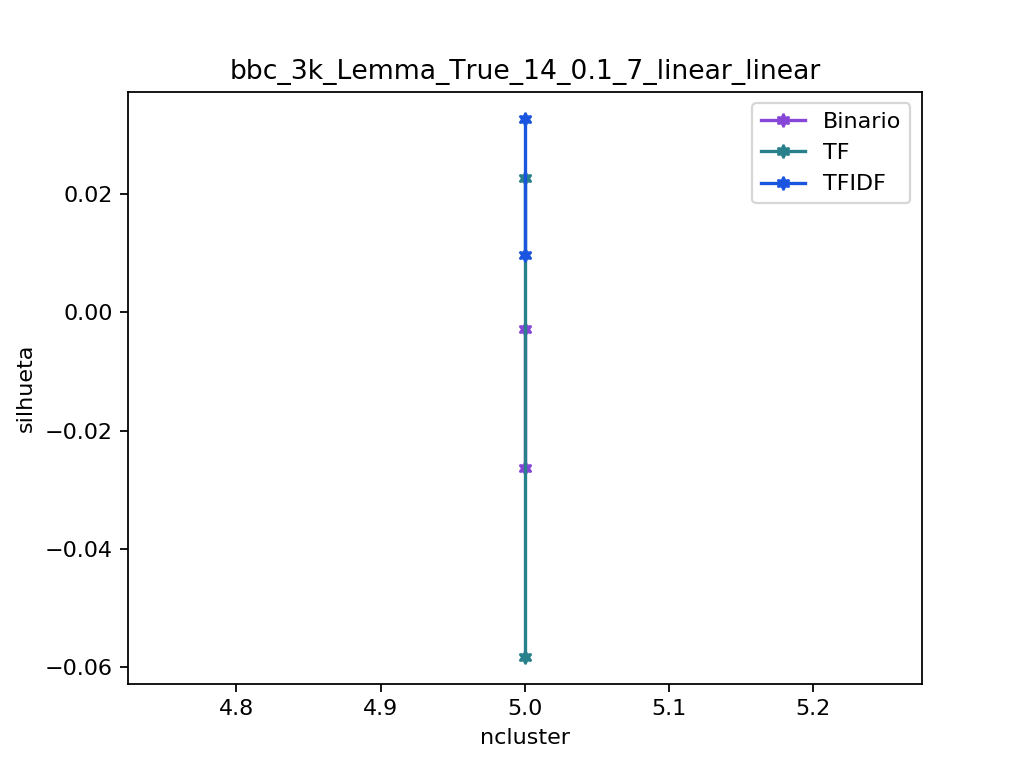 bbc_3k_Lemma_True_14_0.1_7_linear_linear
Binario
TF
TFIDF
0.02
0.00
−0.02
−0.04
−0.06
silhueta
4.8 4.9 5.0 5.1 5.2
ncluster